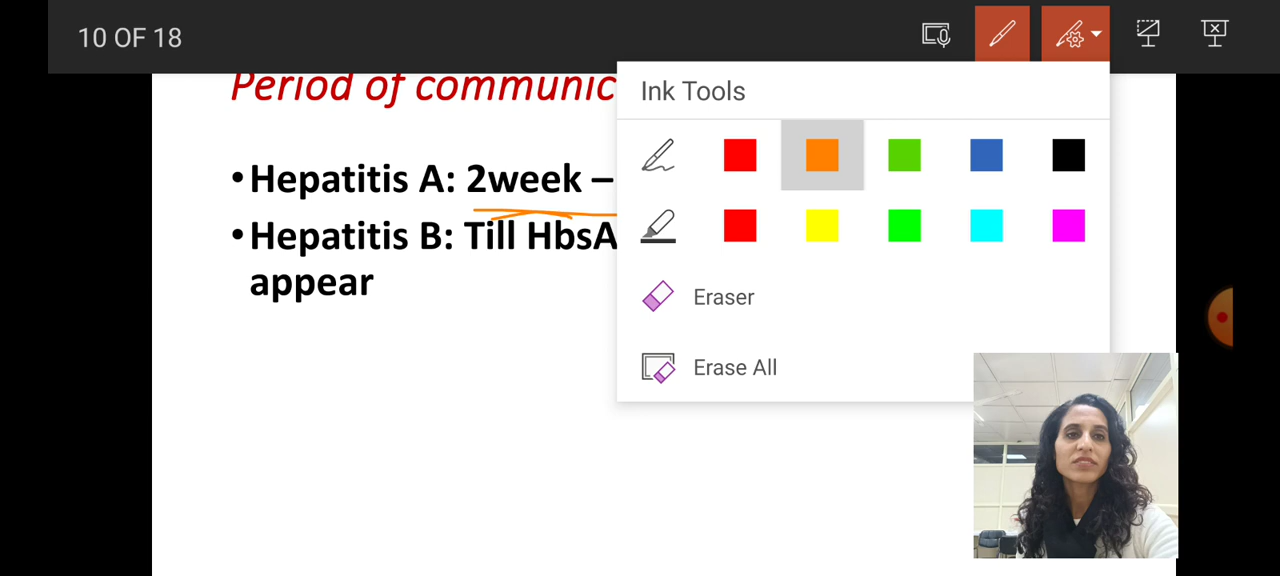 10 OF 18
Period of communic
Ink Tools
• Hepatitis A: 2week –
• Hepatitis B: Till HbsA
appear
Eraser
Erase All